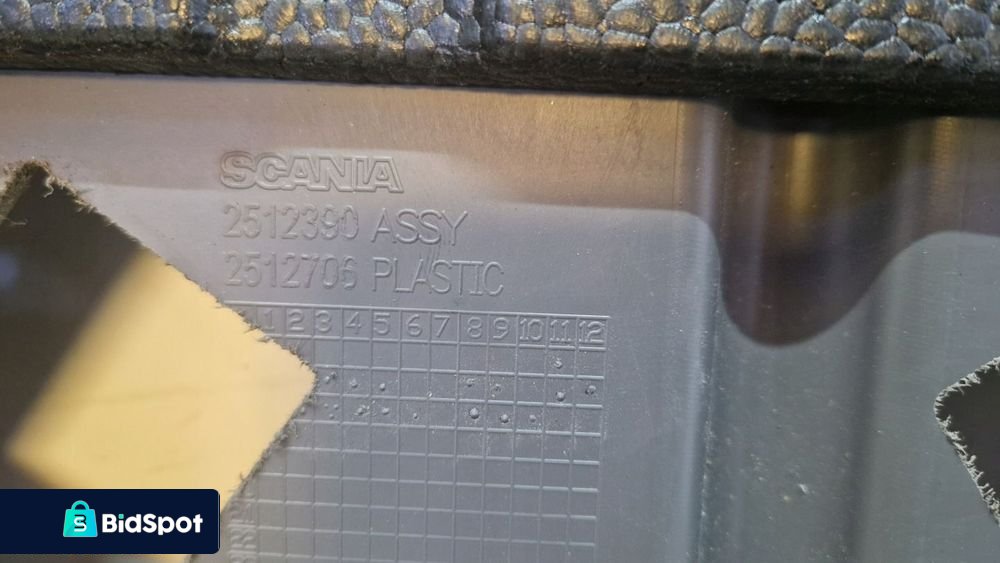 SCANIA
2512390 ASSY
2512706 PLASTIC
1 2 3 4 5 6 7 8 9 10 11 12
BidSpot